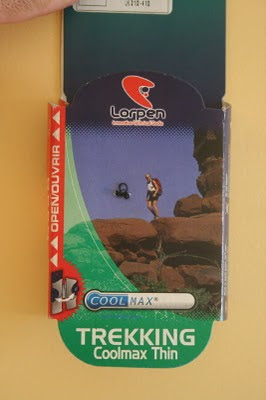 Lorpen
OPEN/OUVRIR
COOLMAX®
TREKKING
Coolmax Thin